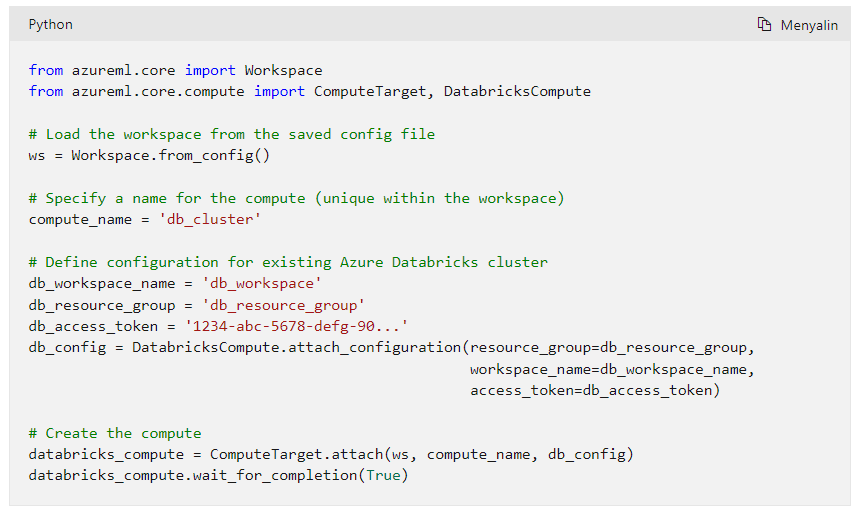 Python
Menyalin
from azureml.core import Workspace
from azureml.core.compute import ComputeTarget, DatabricksCompute
# Load the workspace from the saved config file
ws = Workspace.from_config()
# Specify a name for the compute (unique within the workspace)
compute_name = 'db_cluster'
# Define configuration for existing Azure Databricks cluster
db_workspace_name = 'db_workspace'
db_resource_group = 'db_resource_group'
db_access_token = '1234-abc-5678-defg-90...'
db_config = DatabricksCompute.attach_configuration(resource_group=db_resource_group,
workspace_name=db_workspace_name,
access_token=db_access_token)
# Create the compute
databricks_compute = ComputeTarget.attach(ws, compute_name, db_config)
databricks_compute.wait_for_completion(True)